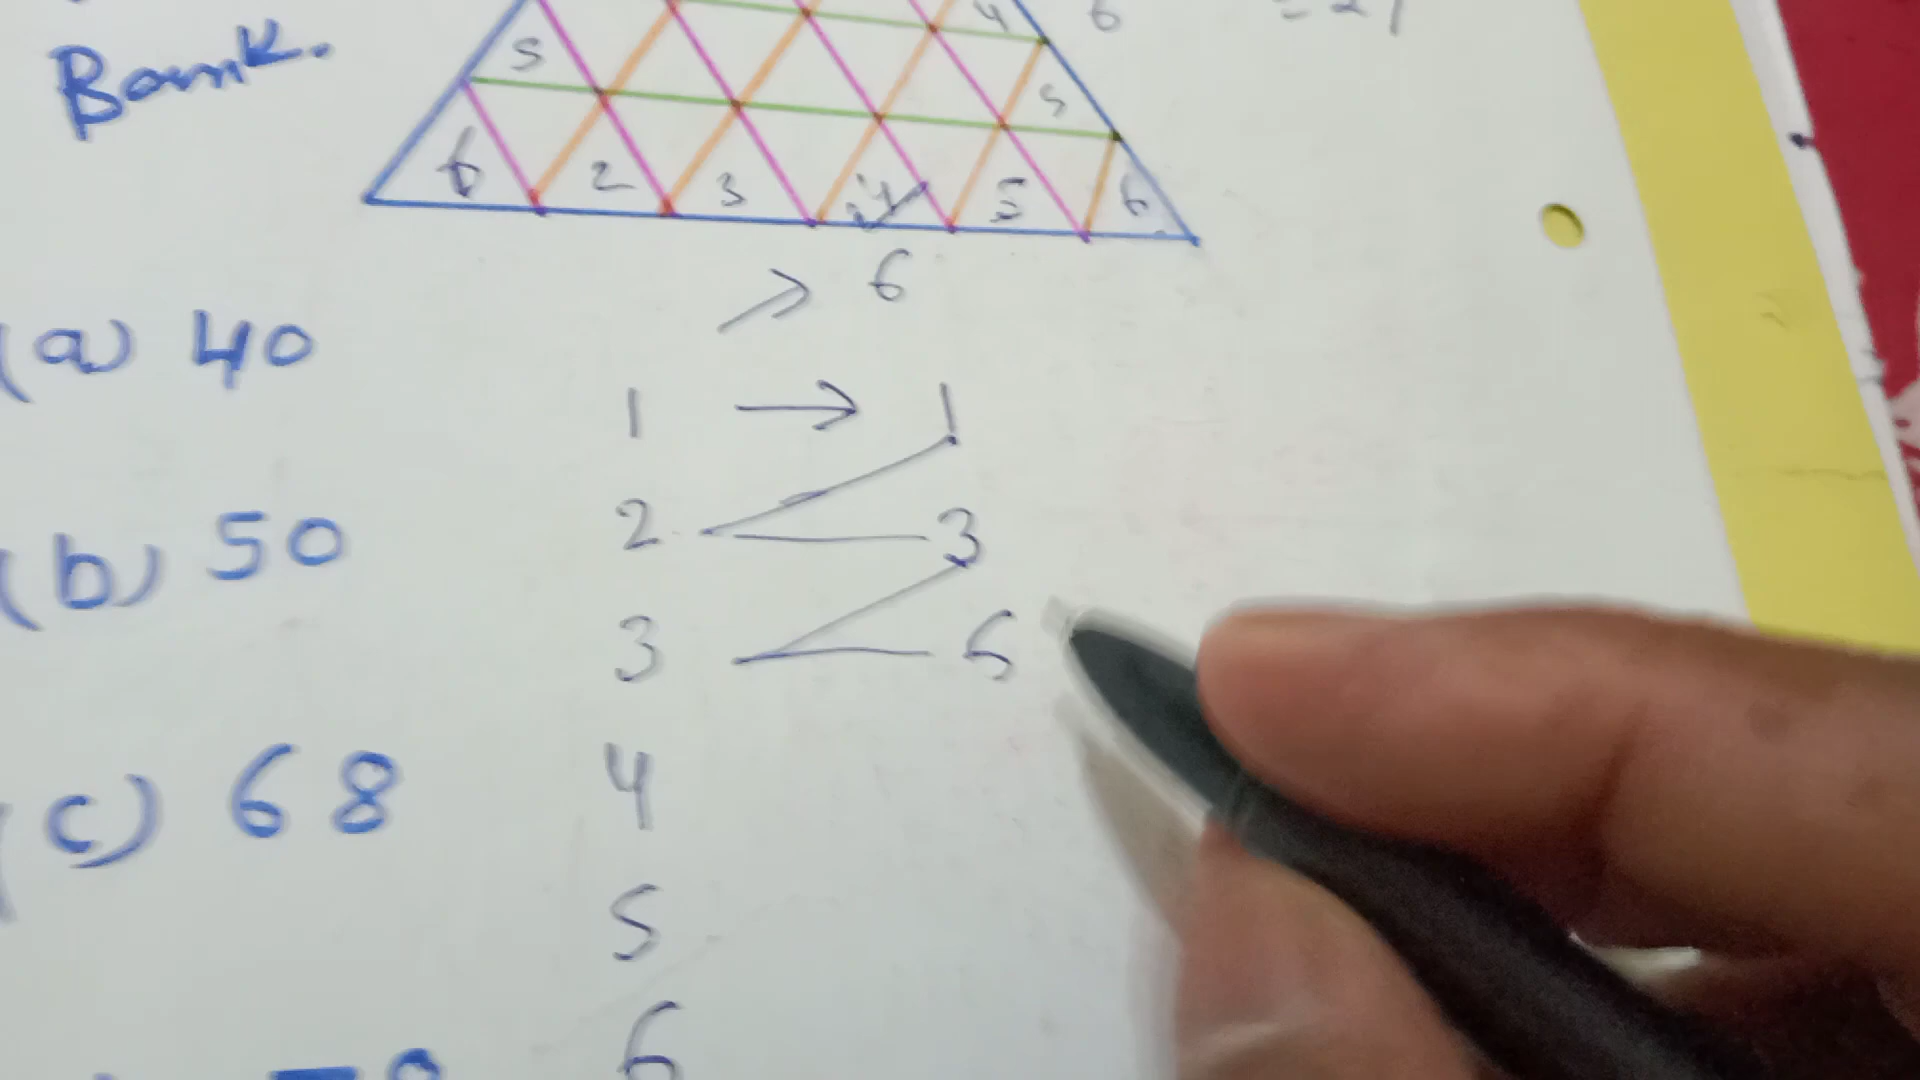 4 6 = 21
Bank.
5 5
6 2 3 4 5 6
6
(a) 40
1 → 1
(b) 50
2 3
3 6
(c) 68
4
5
6